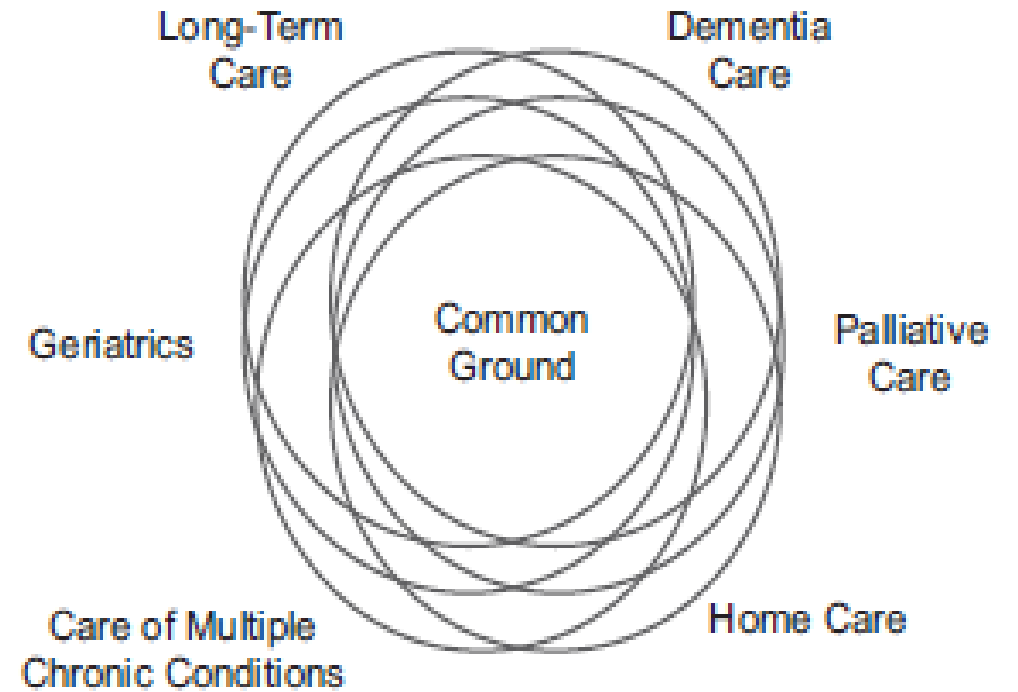 Long-Term
Care
Dementia
Care
Common
Ground
Geriatrics
Palliative
Care
Care of Multiple
Chronic Conditions
Home Care